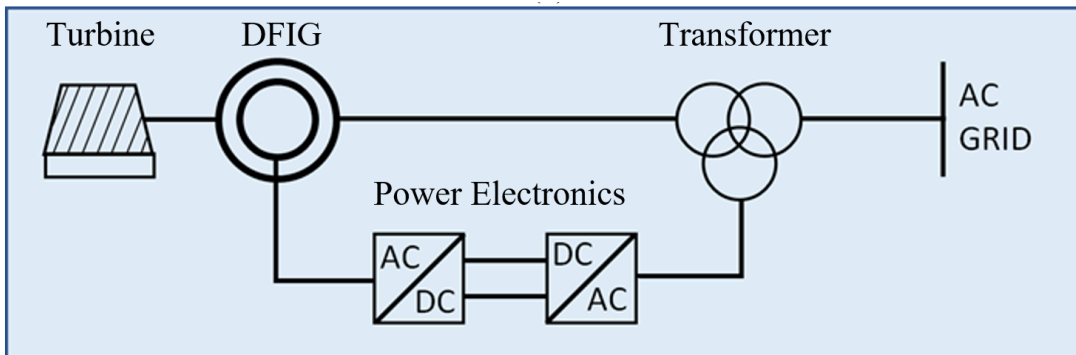 Turbine
DFIG
Transformer
AC
GRID
Power Electronics
AC
DC
DC
AC